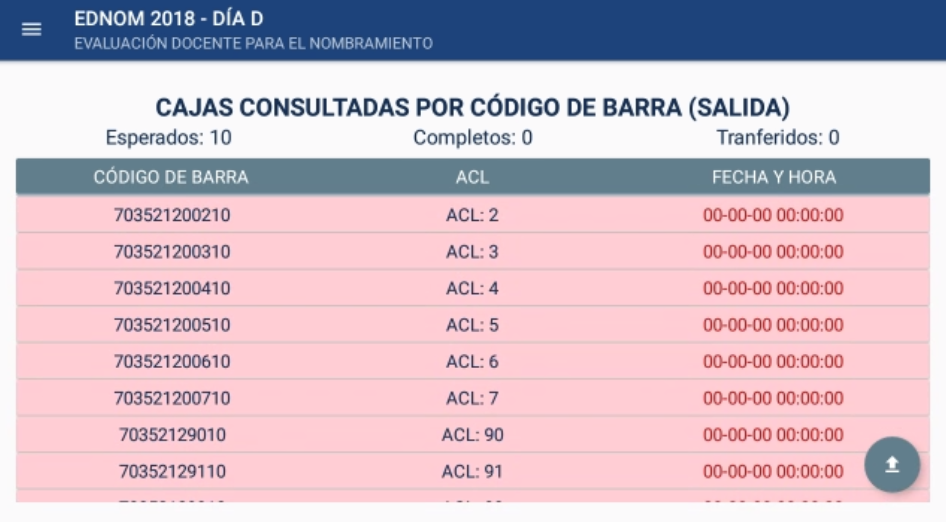 EDNOM 2018 - DÍA D
EVALUACIÓN DOCENTE PARA EL NOMBRAMIENTO
CAJAS CONSULTADAS POR CÓDIGO DE BARRA (SALIDA)
Esperados: 10 Completos: 0 Tranferidos: 0
CÓDIGO DE BARRA ACL FECHA Y HORA
703521200210 ACL: 2 00-00-00 00:00:00
703521200310 ACL: 3 00-00-00 00:00:00
703521200410 ACL: 4 00-00-00 00:00:00
703521200510 ACL: 5 00-00-00 00:00:00
703521200610 ACL: 6 00-00-00 00:00:00
703521200710 ACL: 7 00-00-00 00:00:00
70352129010 ACL: 90 00-00-00 00:00:00
70352129110 ACL: 91 00-00-00 00:00:00